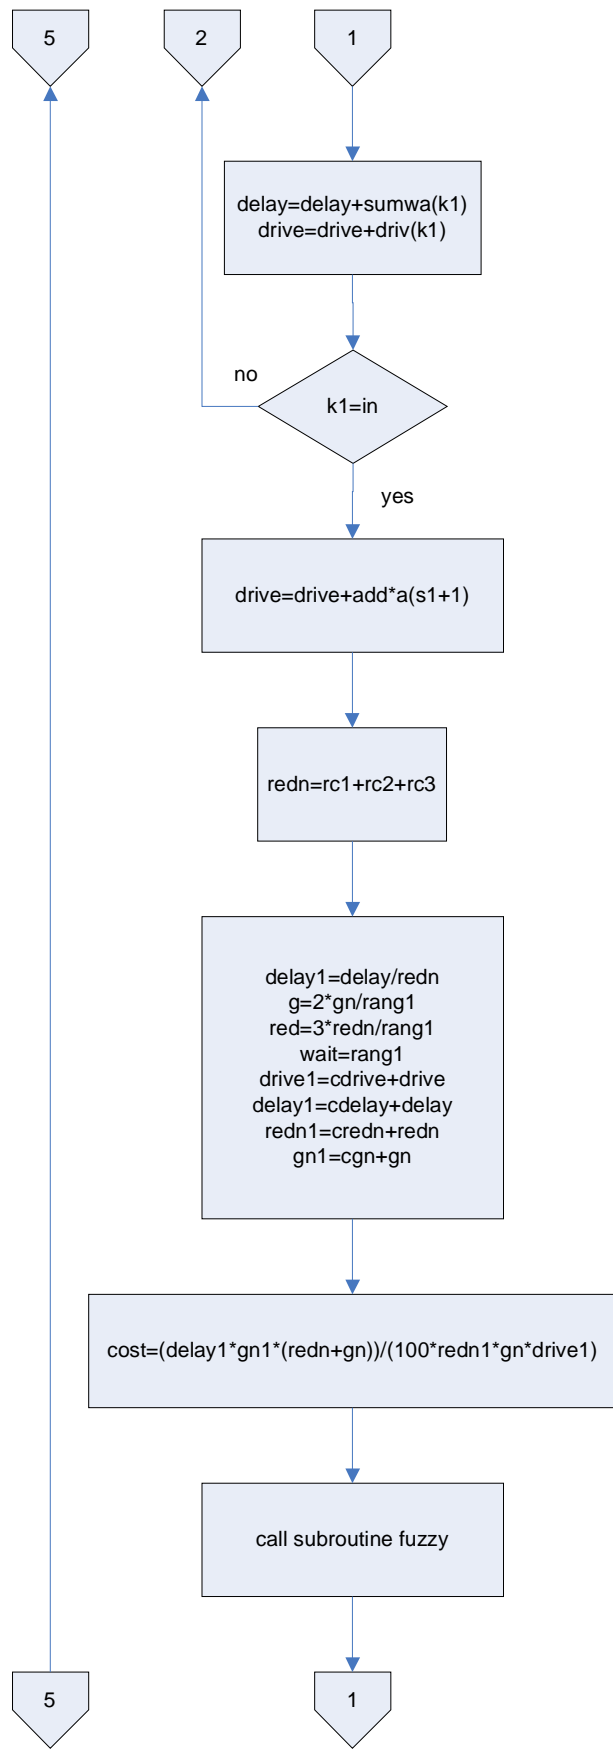 5
2
1
delay=delay+sumwa(k1)
drive=drive+driv(k1)
no
k1=in
yes
drive=drive+add*a(s1+1)
redn=rc1+rc2+rc3
delay1=delay/redn
g=2*gn/rang1
red=3*redn/rang1
wait=rang1
drive1=cdrive+drive
delay1=cdelay+delay
redn1=credn+redn
gn1=cgn+gn
cost=(delay1*gn1*(redn+gn))/(100*redn1*gn*drive1)
call subroutine fuzzy
5
1